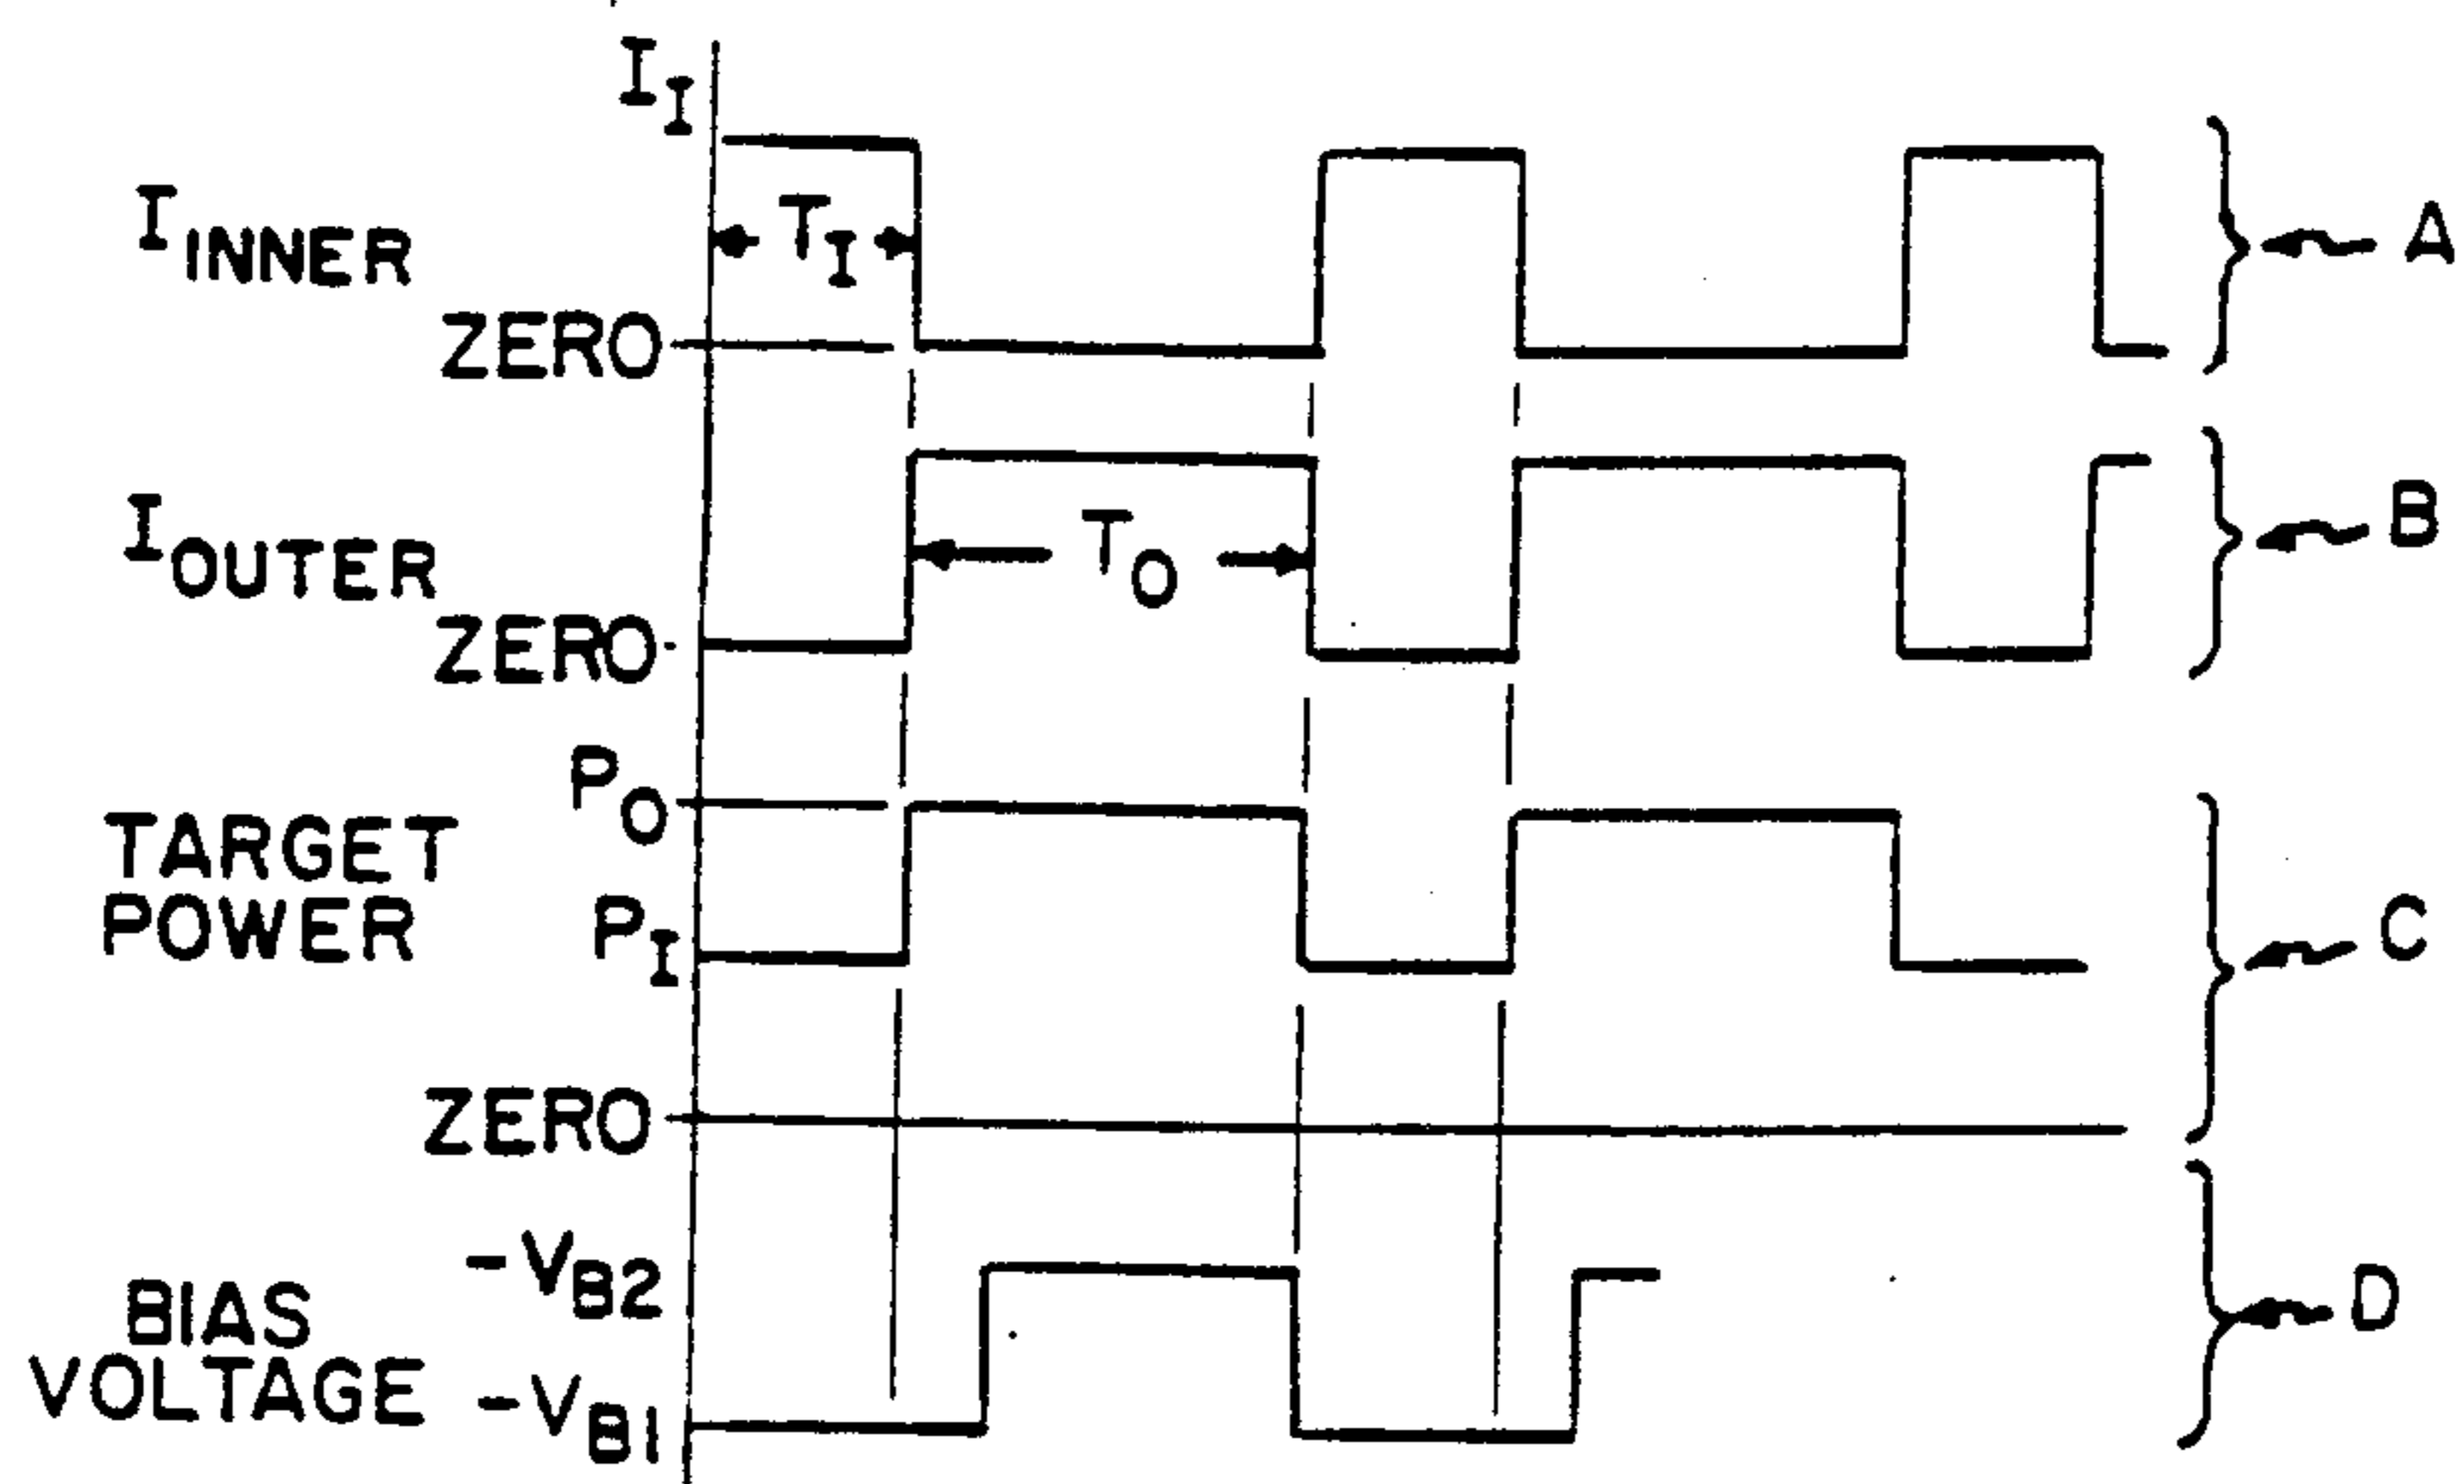 I_I
I_INNER
T_I
A
ZERO
I_OUTER
T_O
B
ZERO
P_O
TARGET
POWER
P_I
C
ZERO
-V_B2
BIAS
VOLTAGE
D
-V_B1